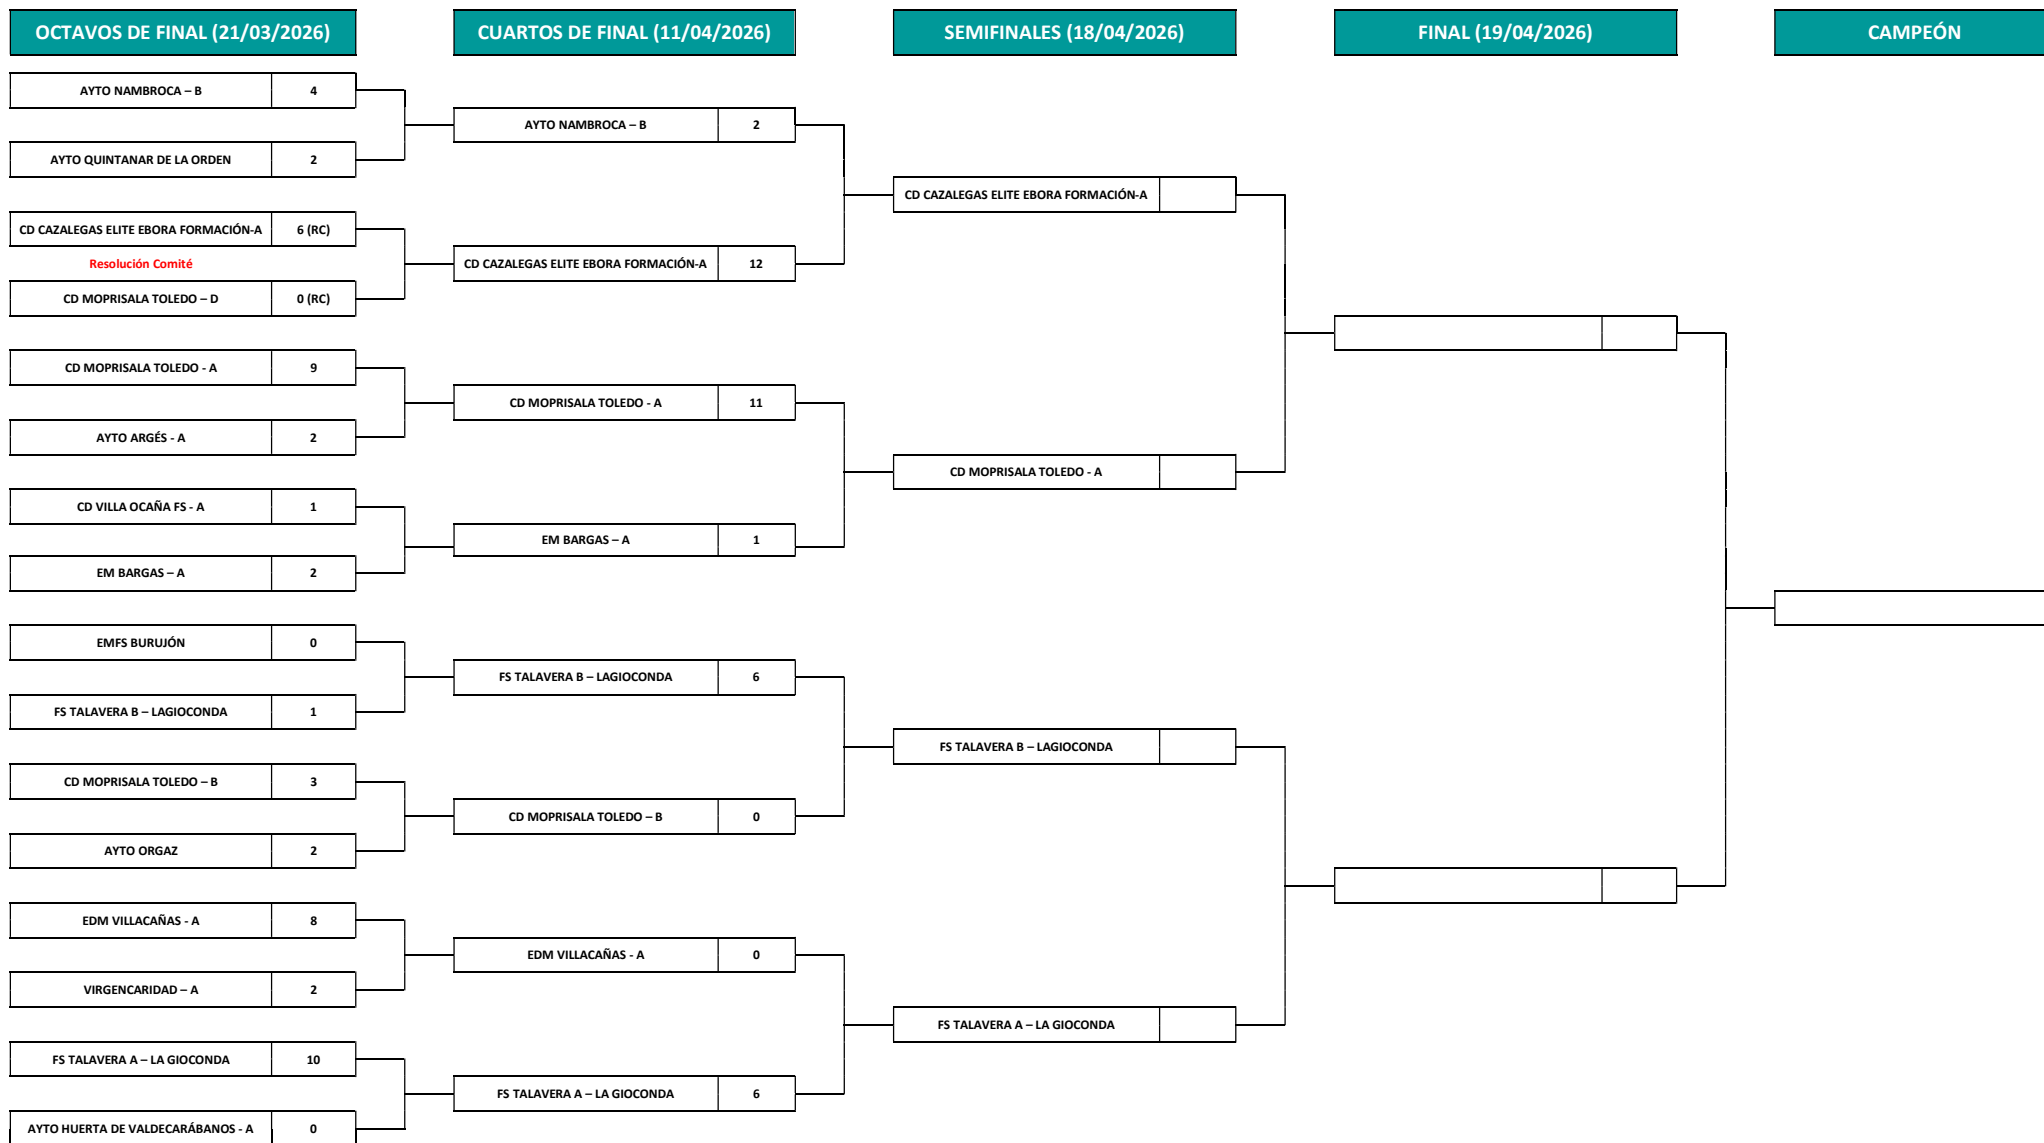 OCTAVOS DE FINAL (21/03/2026)
CUARTOS DE FINAL (11/04/2026)
SEMIFINALES (18/04/2026)
FINAL (19/04/2026)
CAMPEÓN
AYTO NAMBROCA – B 4
AYTO QUINTANAR DE LA ORDEN 2
CD CAZALEGAS ELITE EBORA FORMACIÓN-A 6 (RC)
Resolución Comité
CD MOPRISALA TOLEDO – D 0 (RC)
CD MOPRISALA TOLEDO - A 9
AYTO ARGÉS - A 2
CD VILLA OCAÑA FS - A 1
EM BARGAS – A 2
EMFS BURUJÓN 0
FS TALAVERA B – LAGIOCONDA 1
CD MOPRISALA TOLEDO – B 3
AYTO ORGAZ 2
EDM VILLACAÑAS - A 8
VIRGENCARIDAD – A 2
FS TALAVERA A – LA GIOCONDA 10
AYTO HUERTA DE VALDECARÁBANOS - A 0
AYTO NAMBROCA – B 2
CD CAZALEGAS ELITE EBORA FORMACIÓN-A 12
CD MOPRISALA TOLEDO - A 11
EM BARGAS – A 1
FS TALAVERA B – LAGIOCONDA 6
CD MOPRISALA TOLEDO – B 0
EDM VILLACAÑAS - A 0
FS TALAVERA A – LA GIOCONDA 6
CD CAZALEGAS ELITE EBORA FORMACIÓN-A
CD MOPRISALA TOLEDO - A
FS TALAVERA B – LAGIOCONDA
FS TALAVERA A – LA GIOCONDA